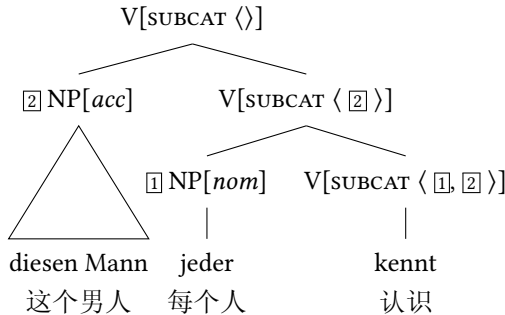 V[SUBCAT ⟨⟩]
[2] NP[acc] V[SUBCAT ⟨ [2] ⟩]
[1] NP[nom] V[SUBCAT ⟨ [1], [2] ⟩]
diesen Mann jeder kennt
这个男人 每个人 认识